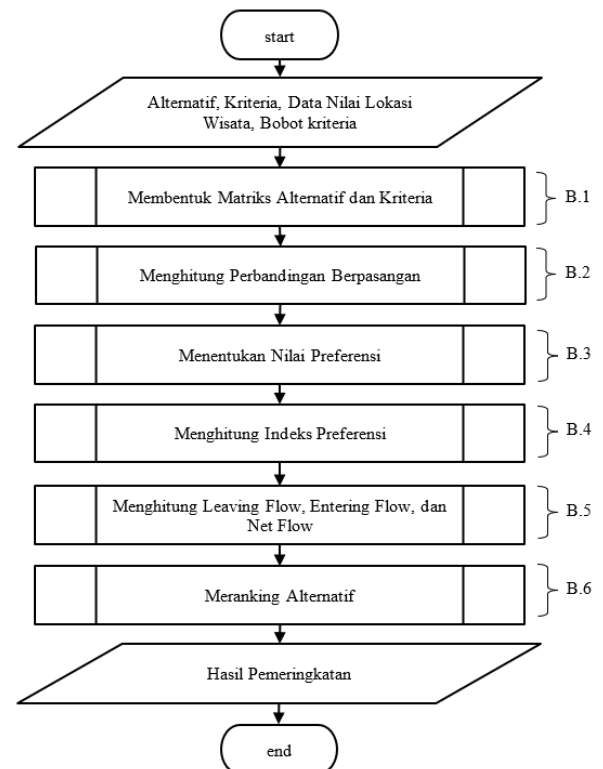 start
Alternatif, Kriteria, Data Nilai Lokasi
Wisata, Bobot kriteria
Membentuk Matriks Alternatif dan Kriteria
B.1
Menghitung Perbandingan Berpasangan
B.2
Menentukan Nilai Preferensi
B.3
Menghitung Indeks Preferensi
B.4
Menghitung Leaving Flow, Entering Flow, dan
Net Flow
B.5
Meranking Alternatif
B.6
Hasil Pemeringkatan
end